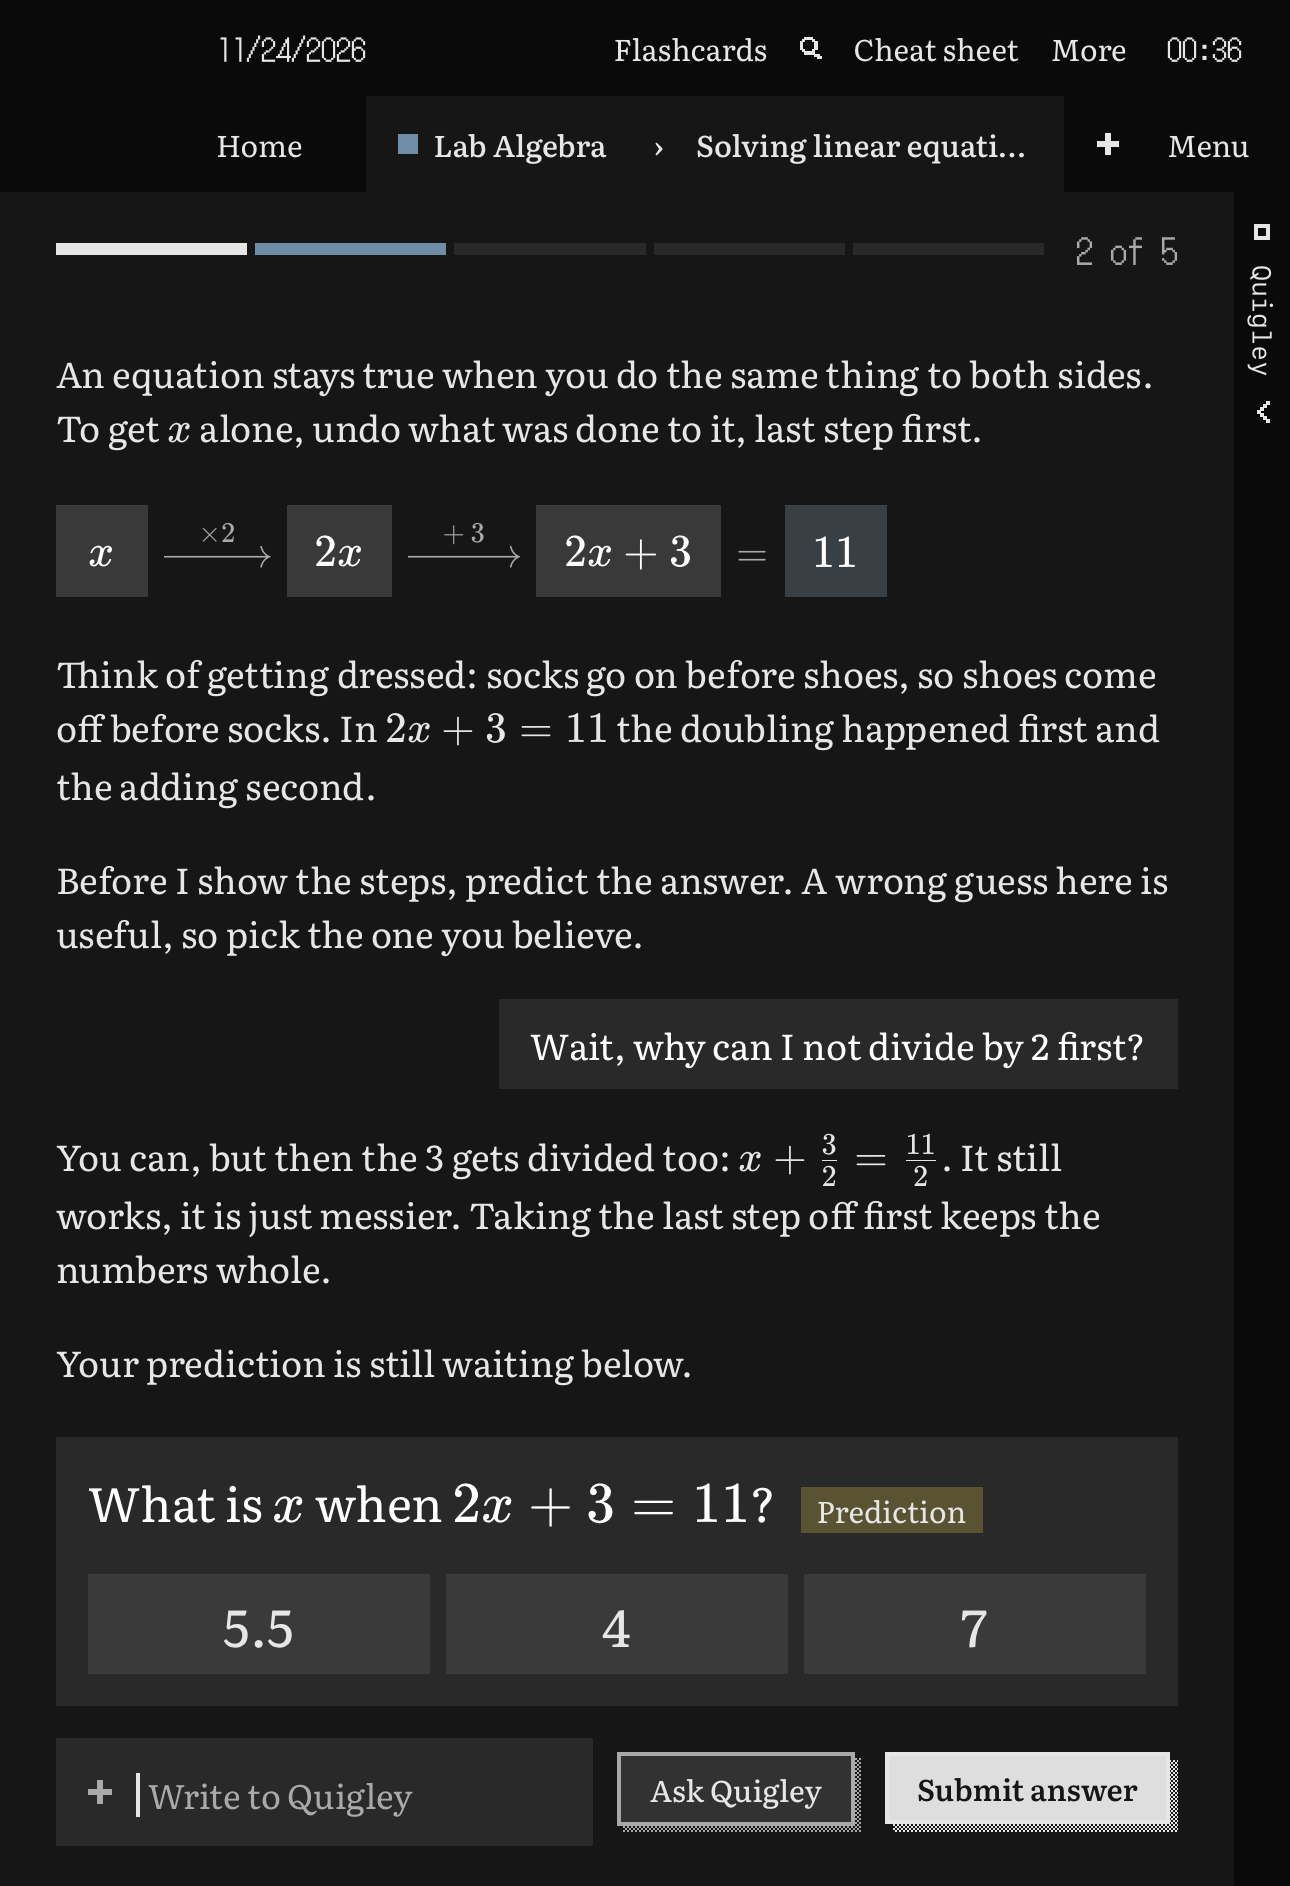 11/24/2026
Flashcards Cheat sheet More 00:36
Home Lab Algebra › Solving linear equati... Menu
2 of 5
Quigley
An equation stays true when you do the same thing to both sides.
To get x alone, undo what was done to it, last step first.
x ×2 2x + 3 2x + 3 = 11
Think of getting dressed: socks go on before shoes, so shoes come
off before socks. In 2x + 3 = 11 the doubling happened first and
the adding second.
Before I show the steps, predict the answer. A wrong guess here is
useful, so pick the one you believe.
Wait, why can I not divide by 2 first?
You can, but then the 3 gets divided too: x + 3/2 = 11/2. It still
works, it is just messier. Taking the last step off first keeps the
numbers whole.
Your prediction is still waiting below.
What is x when 2x + 3 = 11? Prediction
5.5 4 7
Write to Quigley Ask Quigley Submit answer